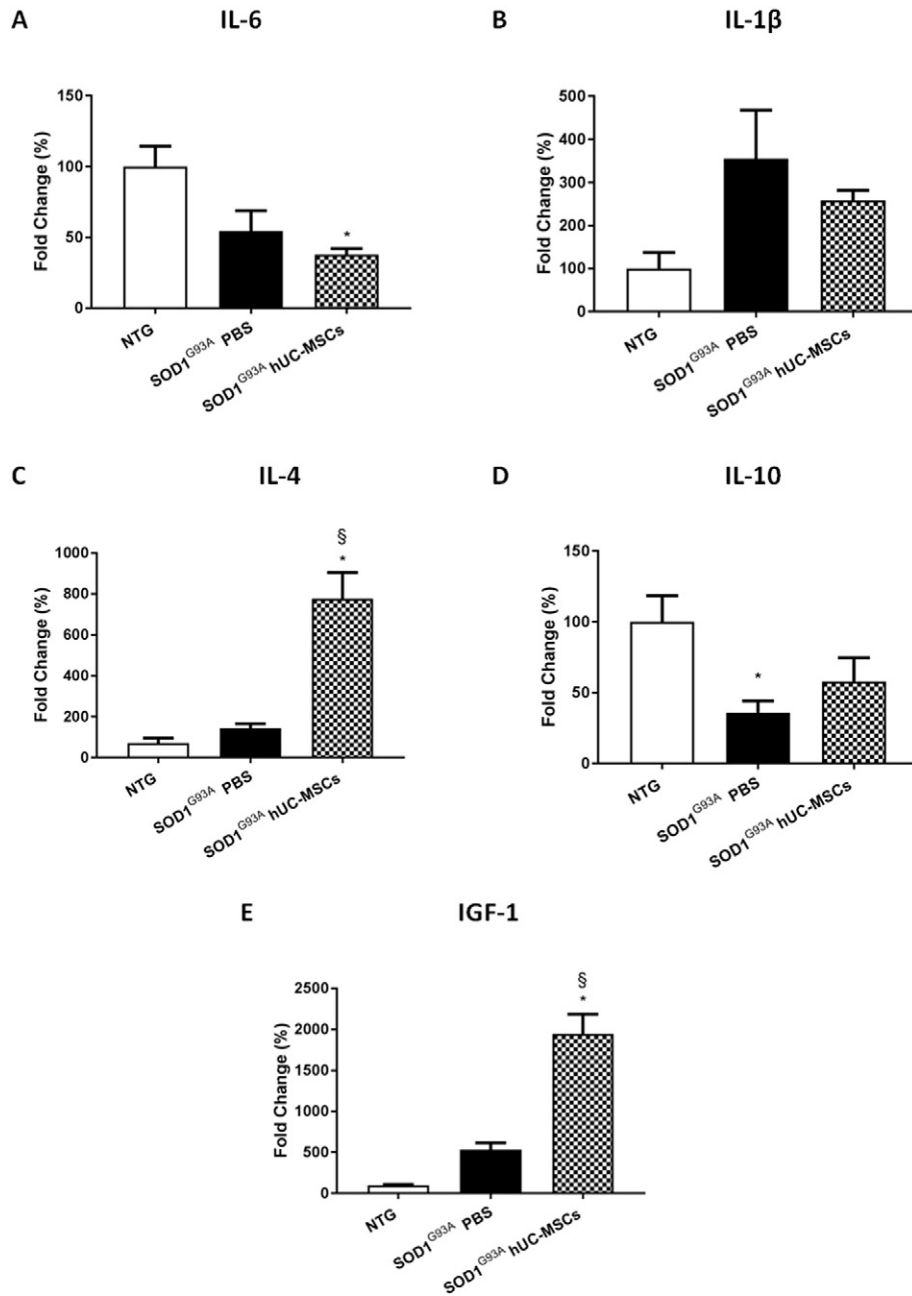 A IL-6
Fold Change (%)
150
100
50
0
*
NTG
SOD1G93A PBS
SOD1G93A hUC-MSCs
B IL-1β
Fold Change (%)
500
400
300
200
100
0
NTG
SOD1G93A PBS
SOD1G93A hUC-MSCs
C IL-4
Fold Change (%)
1000
800
600
400
200
0
§
*
NTG
SOD1G93A PBS
SOD1G93A hUC-MSCs
D IL-10
Fold Change (%)
150
100
50
0
*
NTG
SOD1G93A PBS
SOD1G93A hUC-MSCs
E IGF-1
Fold Change (%)
2500
2000
1500
1000
500
0
§
*
NTG
SOD1G93A PBS
SOD1G93A hUC-MSCs